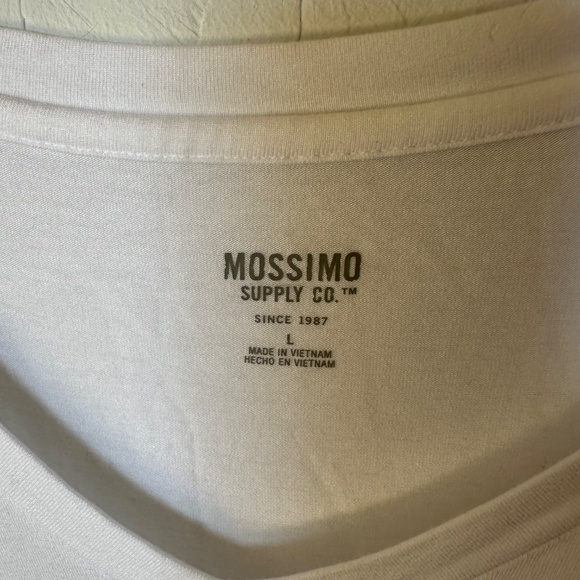 MOSSIMO
SUPPLY CO.™
SINCE 1987
L
MADE IN VIETNAM
HECHO EN VIETNAM